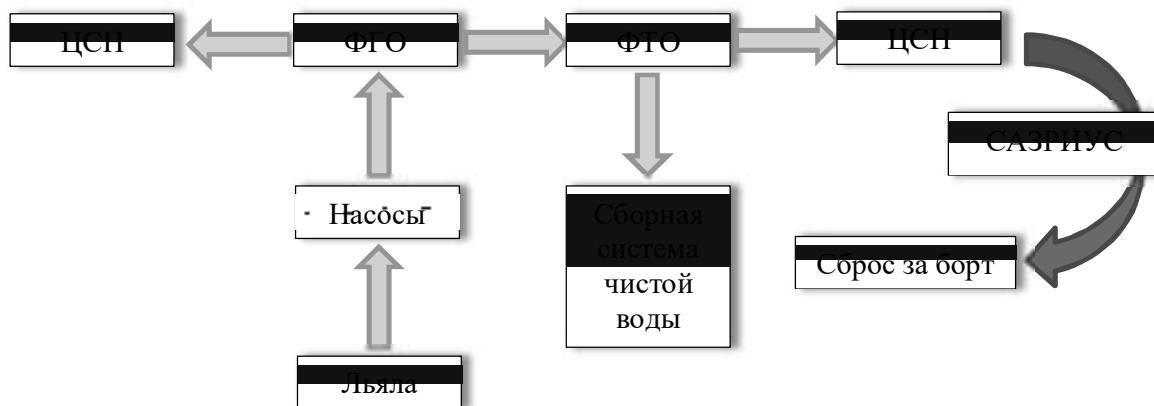 ЦСН
ФГО
ФТО
ЦСН
САЗРИУС
Насосы
Сборная
система
чистой
воды
Сброс за борт
Льяла